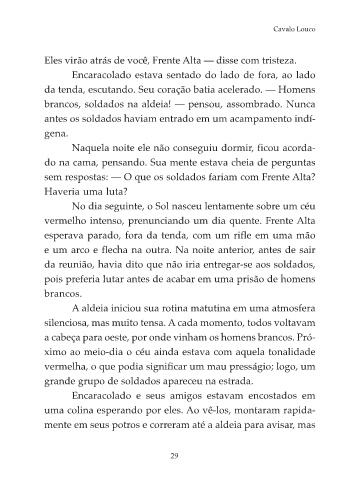 Cavalo Louco
Eles virão atrás de você, Frente Alta — disse com tristeza.
Encaracolado estava sentado do lado de fora, ao lado
da tenda, escutando. Seu coração batia acelerado. — Homens
brancos, soldados na aldeia! — pensou, assombrado. Nunca
antes os soldados haviam entrado em um acampamento indí-
gena.
Naquela noite ele não conseguiu dormir, ficou acorda-
do na cama, pensando. Sua mente estava cheia de perguntas
sem respostas: — O que os soldados fariam com Frente Alta?
Haveria uma luta?
No dia seguinte, o Sol nasceu lentamente sobre um céu
vermelho intenso, prenunciando um dia quente. Frente Alta
esperava parado, fora da tenda, com um rifle em uma mão
e um arco e flecha na outra. Na noite anterior, antes de sair
da reunião, havia dito que não iria entregar-se aos soldados,
pois preferia lutar antes de acabar em uma prisão de homens
brancos.
A aldeia iniciou sua rotina matutina em uma atmosfera
silenciosa, mas muito tensa. A cada momento, todos voltavam
a cabeça para oeste, por onde vinham os homens brancos. Pró-
ximo ao meio-dia o céu ainda estava com aquela tonalidade
vermelha, o que podia significar um mau presságio; logo, um
grande grupo de soldados apareceu na estrada.
Encaracolado e seus amigos estavam encostados em
uma colina esperando por eles. Ao vê-los, montaram rapida-
mente em seus potros e correram até a aldeia para avisar, mas
29